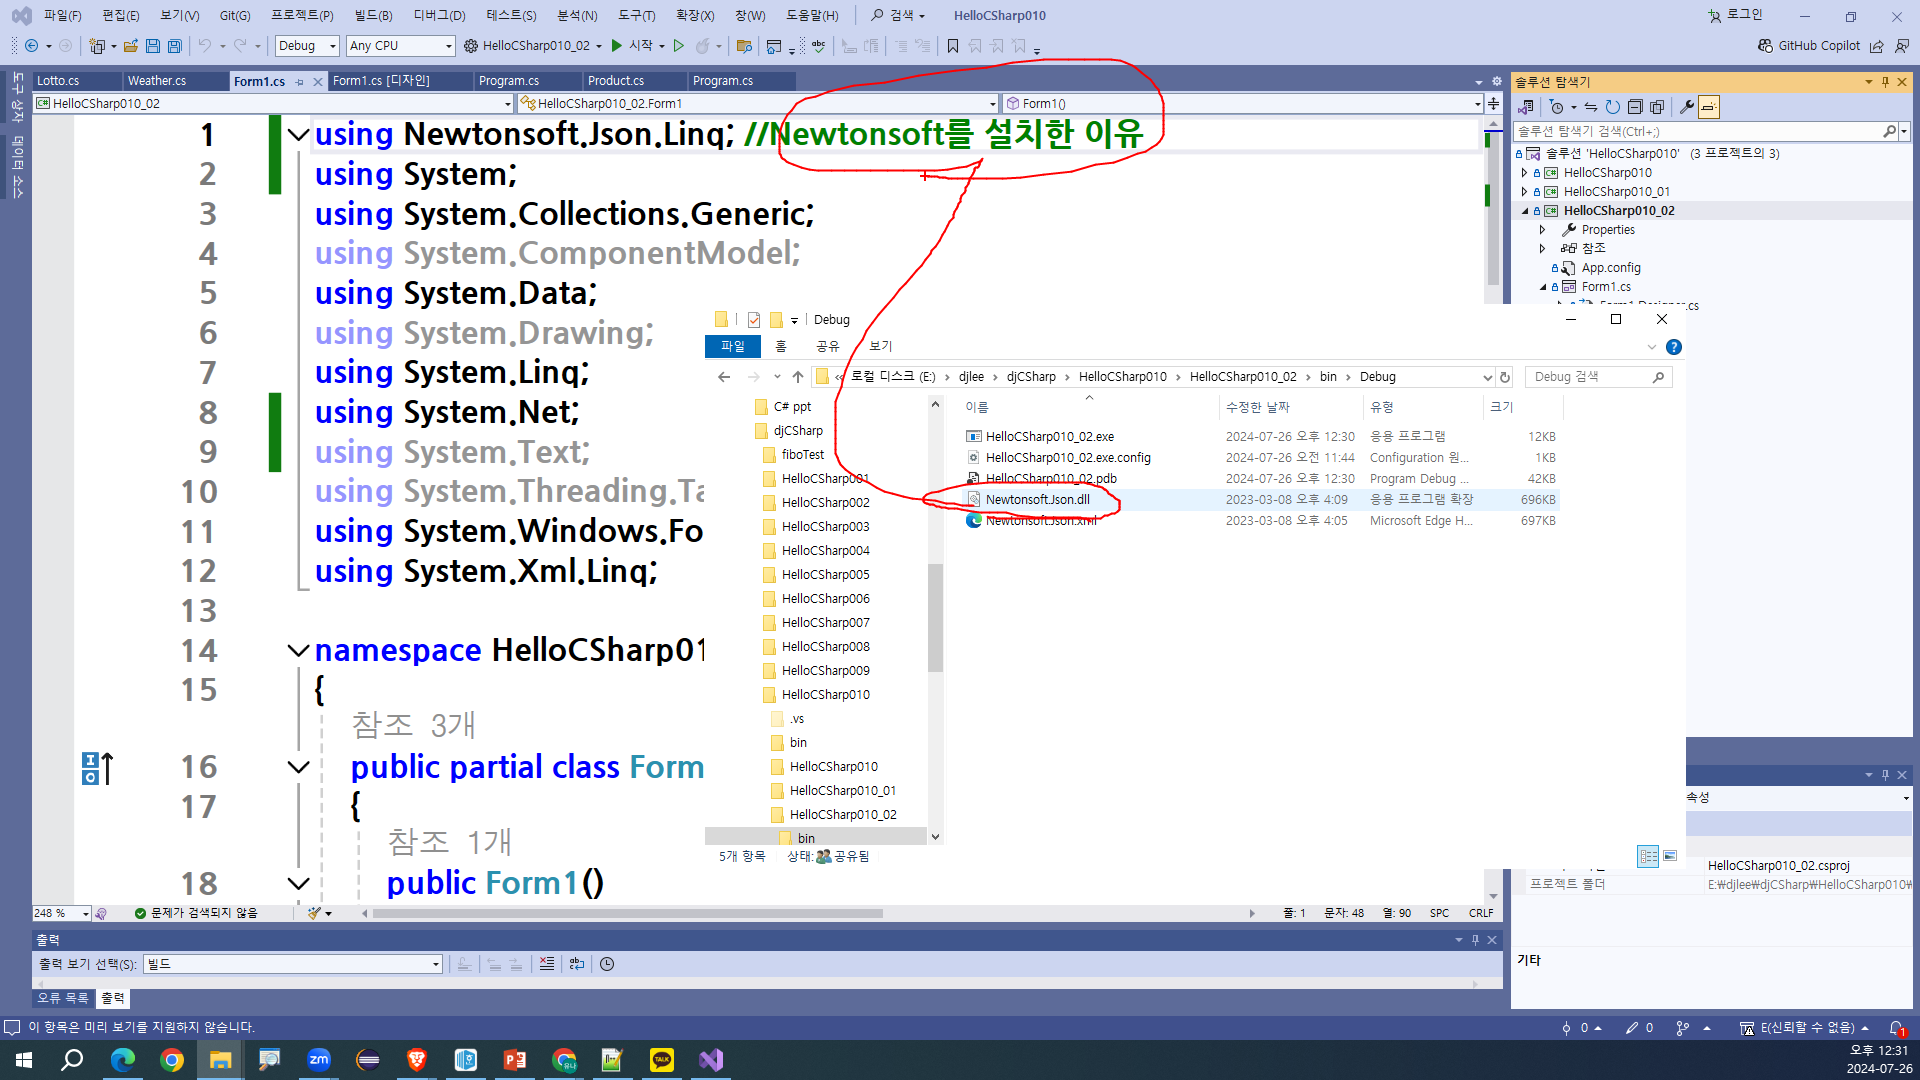 파일(F) 편집(E) 보기(V) Git(G) 프로젝트(P) 빌드(B) 디버그(D) 테스트(S) 분석(N) 도구(T) 확장(X) 창(W) 도움말(H) 검색 HelloCSharp010 로그인
Debug Any CPU HelloCSharp010_02 시작 GitHub Copilot
도구 상자
데이터 소스
Lotto.cs Weather.cs Form1.cs Form1.cs [디자인] Program.cs Product.cs Program.cs
HelloCSharp010_02 HelloCSharp010_02.Form1 Form1()
1 using Newtonsoft.Json.Linq; //Newtonsoft를 설치한 이유
2 using System;
3 using System.Collections.Generic;
4 using System.ComponentModel;
5 using System.Data;
6 using System.Drawing;
7 using System.Linq;
8 using System.Net;
9 using System.Text;
10 using System.Threading.Ta
11 using System.Windows.Fo
12 using System.Xml.Linq;
13
14 namespace HelloCSharp01
15 {
참조 3개
16 public partial class Form
17 {
참조 1개
18 public Form1()
248 % 문제가 검색되지 않음 줄: 1 문자: 48 열: 90 SPC CRLF
출력
출력 보기 선택(S): 빌드
오류 목록 출력
이 항목은 미리 보기를 지원하지 않습니다. 0 0 E(신뢰할 수 없음) 1
솔루션 탐색기
솔루션 탐색기 검색(Ctrl+;)
솔루션 'HelloCSharp010' (3 프로젝트의 3)
HelloCSharp010
HelloCSharp010_01
HelloCSharp010_02
Properties
참조
App.config
Form1.cs
Form1.Designer.cs
Debug
파일 홈 공유 보기
« 로컬 디스크 (E:) › djlee › djCSharp › HelloCSharp010 › HelloCSharp010_02 › bin › Debug Debug 검색
C# ppt
djCSharp
fiboTest
HelloCSharp001
HelloCSharp002
HelloCSharp003
HelloCSharp004
HelloCSharp005
HelloCSharp006
HelloCSharp007
HelloCSharp008
HelloCSharp009
HelloCSharp010
.vs
bin
HelloCSharp010
HelloCSharp010_01
HelloCSharp010_02
bin
이름 수정한 날짜 유형 크기
HelloCSharp010_02.exe 2024-07-26 오후 12:30 응용 프로그램 12KB
HelloCSharp010_02.exe.config 2024-07-26 오전 11:44 Configuration 원... 1KB
HelloCSharp010_02.pdb 2024-07-26 오후 12:30 Program Debug ... 42KB
Newtonsoft.Json.dll 2023-03-08 오후 4:09 응용 프로그램 확장 696KB
Newtonsoft.Json.xml 2023-03-08 오후 4:05 Microsoft Edge H... 697KB
5개 항목 상태: 공유됨
속성
HelloCSharp010_02.csproj
프로젝트 폴더 E:₩djlee₩djCSharp₩HelloCSharp010₩
기타
zm
TALK
오후 12:31
2024-07-26